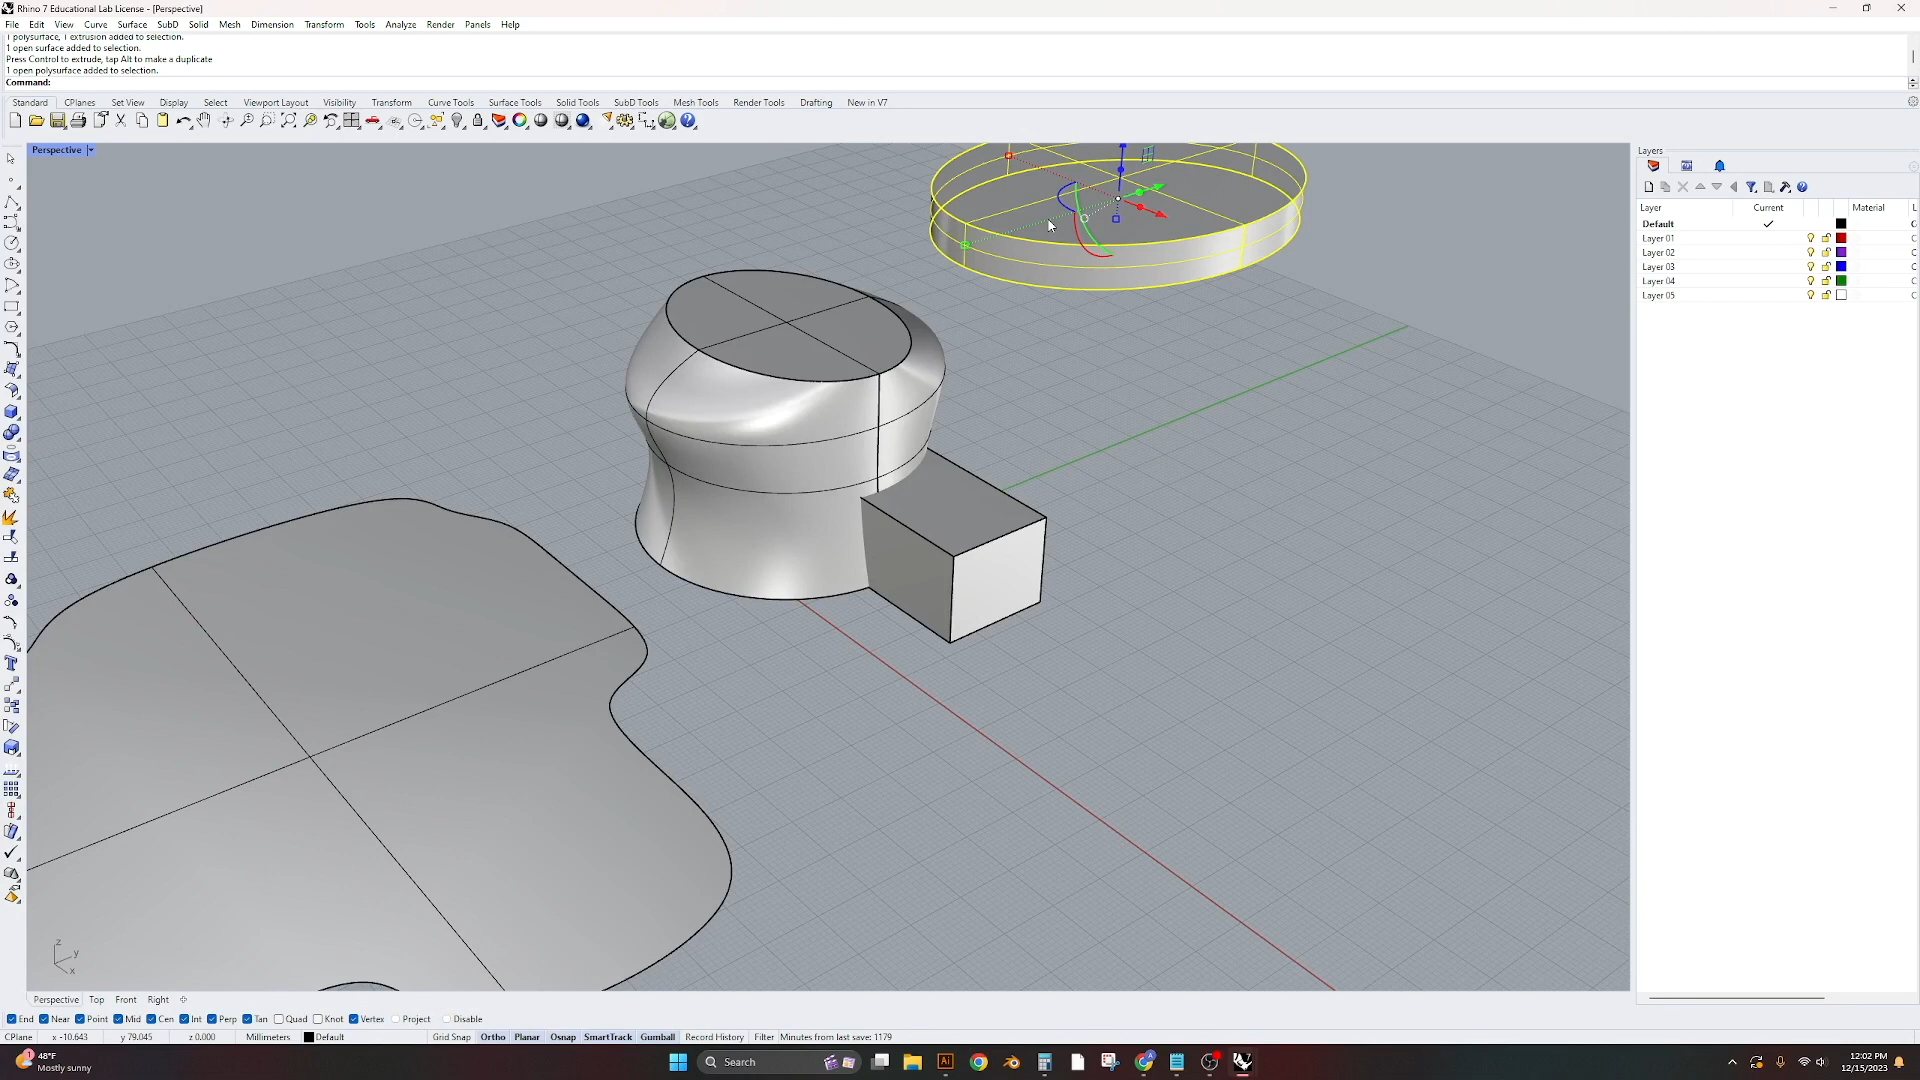 Rhino 7 Educational Lab License - [Perspective]
File Edit View Curve Surface SubD Solid Mesh Dimension Transform Tools Analyze Render Panels Help
1 polysurface, 1 extrusion added to selection.
1 open surface added to selection.
Press Control to extrude, tap Alt to make a duplicate
1 open polysurface added to selection.
Command:
Standard CPlanes Set View Display Select Viewport Layout Visibility Transform Curve Tools Surface Tools Solid Tools SubD Tools Mesh Tools Render Tools Drafting New in V7
Perspective
Layers
Layer Current Material L
Default C
Layer 01 C
Layer 02 C
Layer 03 C
Layer 04 C
Layer 05 C
z
y
x
Perspective Top Front Right
End Near Point Mid Cen Int Perp Tan Quad Knot Vertex Project Disable
CPlane x -10.643 y 79.045 z 0.000 Millimeters Default Grid Snap Ortho Planar Osnap SmartTrack Gumball Record History Filter Minutes from last save: 1179
1 48°F
Mostly sunny
Search
Ai
12:02 PM
12/15/2023